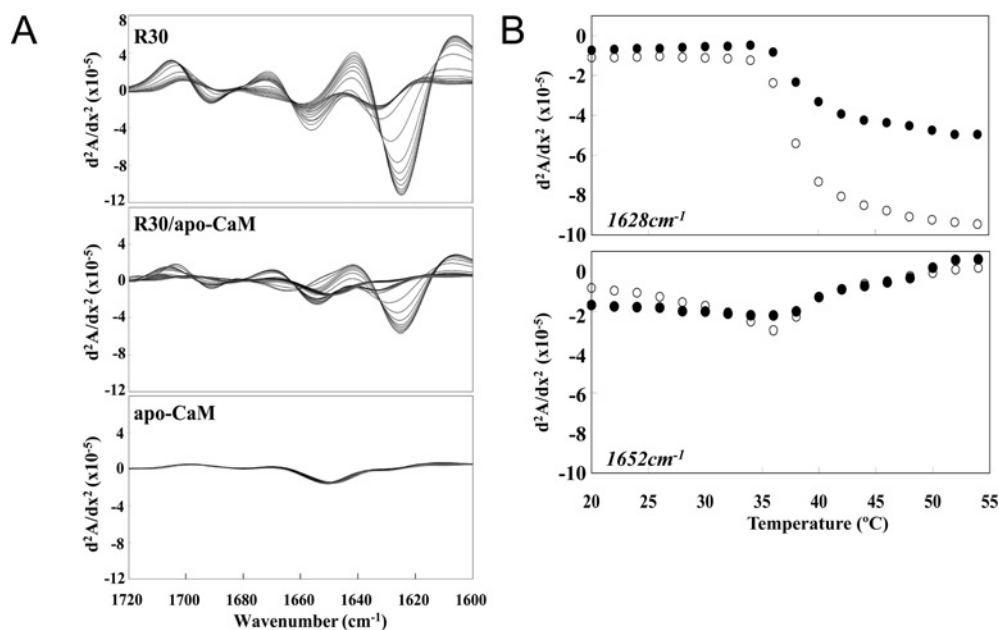 A
R30
8
4
0
-4
-8
-12
d²A/dx² (x10⁻⁵)
R30/apo-CaM
4
0
-4
-8
-12
d²A/dx² (x10⁻⁵)
apo-CaM
4
0
-4
-8
-12
d²A/dx² (x10⁻⁵)
1720 1700 1680 1660 1640 1620 1600
Wavenumber (cm⁻¹)
B
0
-2
-4
-6
-8
-10
d²A/dx² (x10⁻⁵)
1628cm⁻¹
0
-2
-4
-6
-8
-10
d²A/dx² (x10⁻⁵)
1652cm⁻¹
20 25 30 35 40 45 50 55
Temperature (ºC)